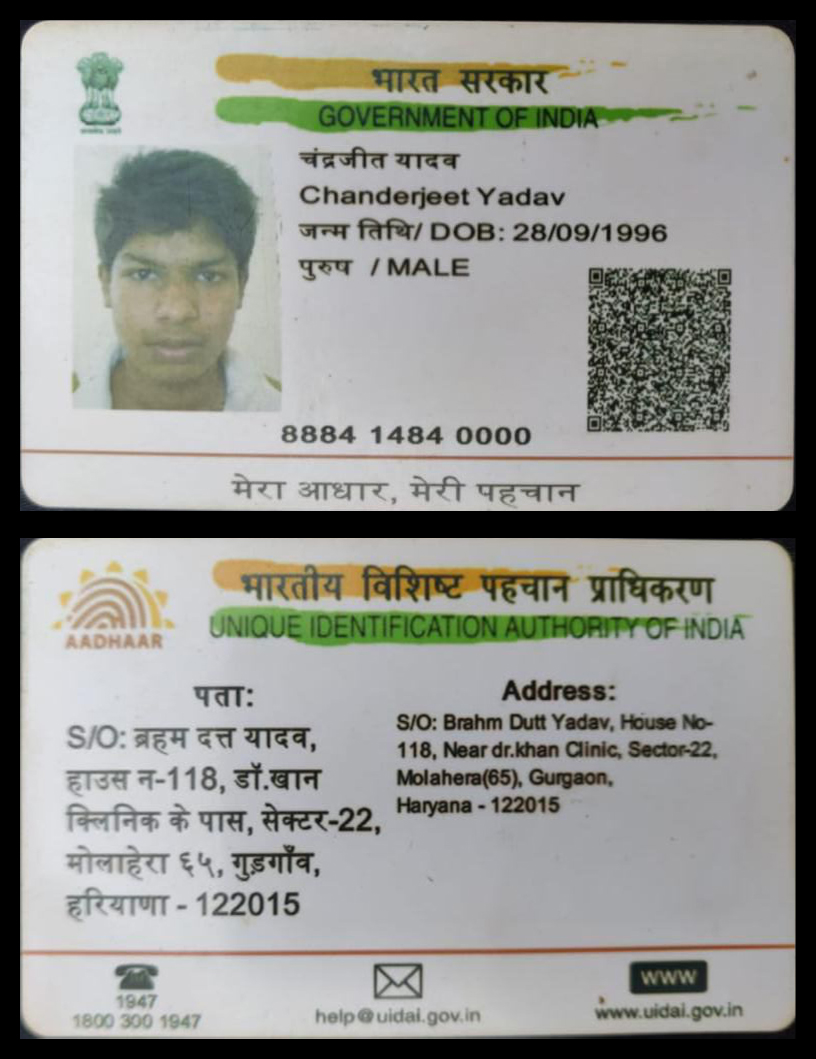 भारत सरकार
GOVERNMENT OF INDIA
चंद्रजीत यादव
Chanderjeet Yadav
जन्म तिथि/ DOB: 28/09/1996
पुरुष / MALE
8884 1484 0000
मेरा आधार, मेरी पहचान
भारतीय विशिष्ट पहचान प्राधिकरण
AADHAAR
UNIQUE IDENTIFICATION AUTHORITY OF INDIA
पता:
S/O: ब्रहम दत्त यादव,
हाउस न-118, डॉ.खान
क्लिनिक के पास, सेक्टर-22,
मोलाहेरा ६५, गुड़गाँव,
हरियाणा - 122015
Address:
S/O: Brahm Dutt Yadav, House No-
118, Near dr.khan Clinic, Sector-22,
Molahera(65), Gurgaon,
Haryana - 122015
1947
1800 300 1947
help@uidai.gov.in
www
www.uidai.gov.in